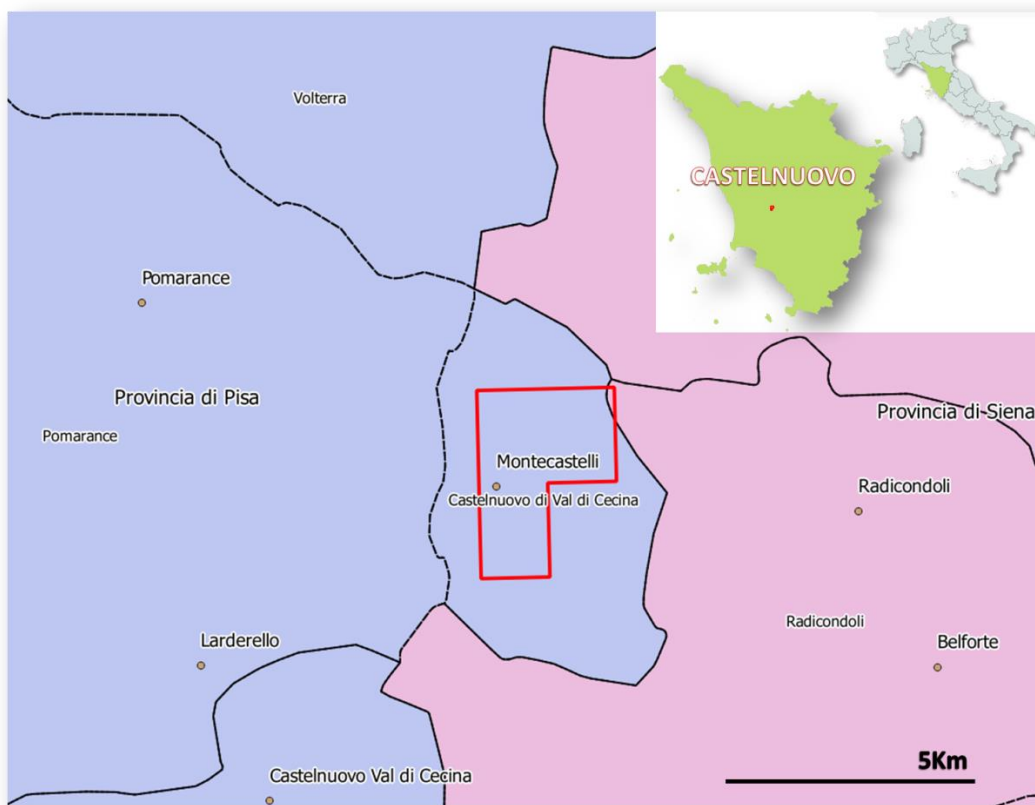 Volterra
CASTELNUOVO
Pomarance
Provincia di Pisa
Provincia di Siena
Pomarance
Montecastelli
Radicondoli
Castelnuovo di Val di Cecina
Radicondoli
Larderello
Belforte
5Km
Castelnuovo Val di Cecina